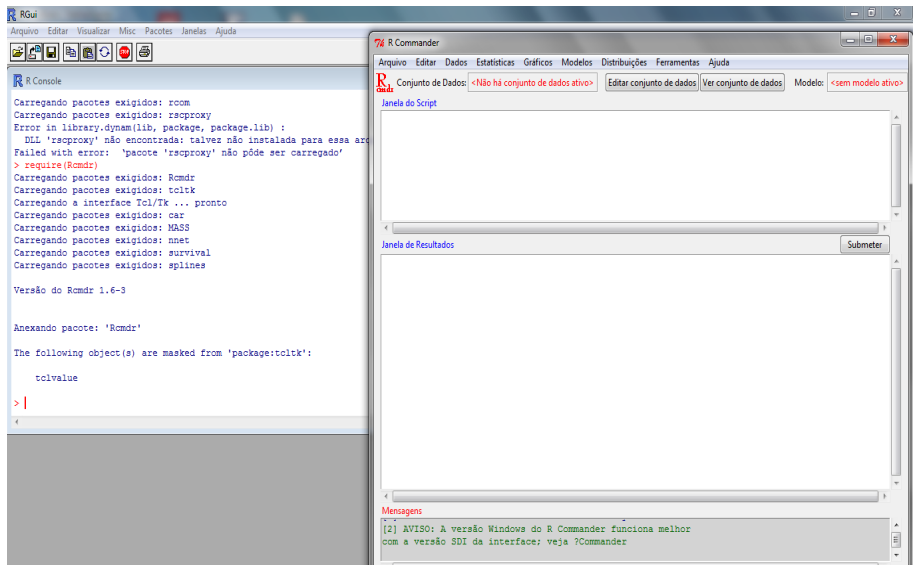 RGui
Arquivo Editar Visualizar Misc Pacotes Janelas Ajuda
STOP
R Console
Carregando pacotes exigidos: rcom
Carregando pacotes exigidos: rscproxy
Error in library.dynam(lib, package, package.lib) :
DLL 'rscproxy' não encontrada: talvez não instalada para essa arq
Failed with error: 'pacote 'rscproxy' não pôde ser carregado'
> require(Rcmdr)
Carregando pacotes exigidos: Rcmdr
Carregando pacotes exigidos: tcltk
Carregando a interface Tcl/Tk ... pronto
Carregando pacotes exigidos: car
Carregando pacotes exigidos: MASS
Carregando pacotes exigidos: nnet
Carregando pacotes exigidos: survival
Carregando pacotes exigidos: splines
Versão do Rcmdr 1.6-3
Anexando pacote: 'Rcmdr'
The following object(s) are masked from 'package:tcltk':
tclvalue
>
R Commander
Arquivo Editar Dados Estatísticas Gráficos Modelos Distribuições Ferramentas Ajuda
R cmdr Conjunto de Dados: <Não há conjunto de dados ativo> Editar conjunto de dados Ver conjunto de dados Modelo: <sem modelo ativo>
Janela do Script
Janela de Resultados Submeter
Mensagens
[2] AVISO: A versão Windows do R Commander funciona melhor
com a versão SDI da interface; veja ?Commander